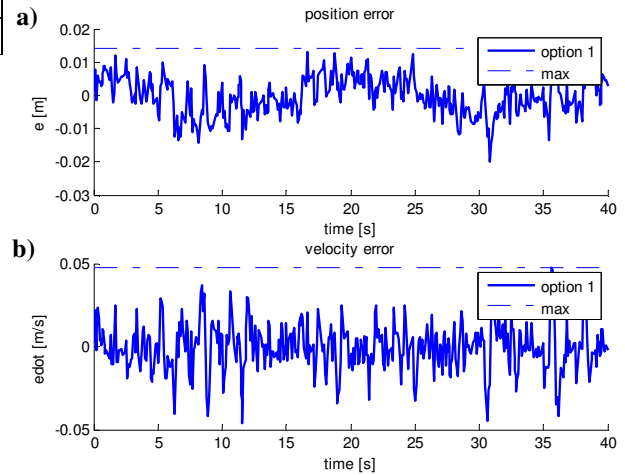 a)
position error
0.02
0.01
0
-0.01
-0.02
-0.03
e [m]
option 1
max
0 5 10 15 20 25 30 35 40
time [s]
b)
velocity error
0.05
0
-0.05
edot [m/s]
option 1
max
0 5 10 15 20 25 30 35 40
time [s]